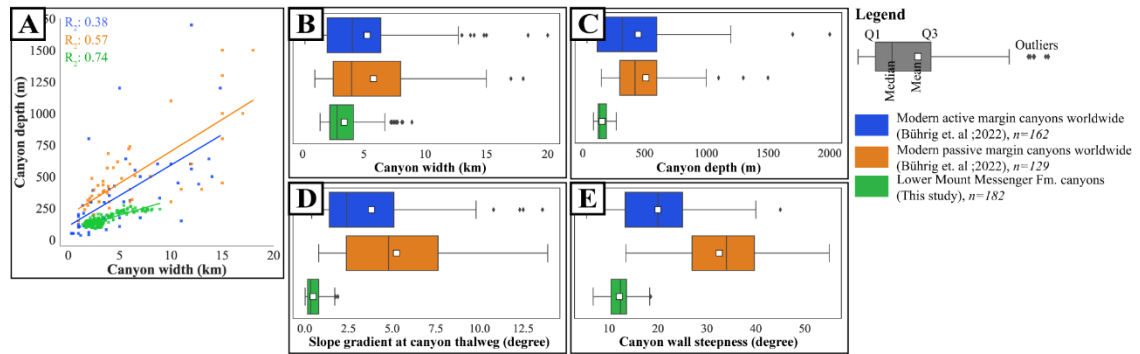 A
R2: 0.38
R2: 0.57
R2: 0.74
Canyon depth (m)
1500
1000
750
500
250
0
0 5 10 15 20
Canyon width (km)
B
0 5 10 15 20
Canyon width (km)
C
0 500 1000 1500 2000
Canyon depth (m)
Legend
Q1 Q3
Outliers
Median
Mean
Modern active margin canyons worldwide
(Bührig et. al ;2022), n=162
Modern passive margin canyons worldwide
(Bührig et. al ;2022), n=129
Lower Mount Messenger Fm. canyons
(This study), n=182
D
0.0 2.5 5.0 7.5 10.0 12.5
Slope gradient at canyon thalweg (degree)
E
10 20 30 40 50
Canyon wall steepness (degree)